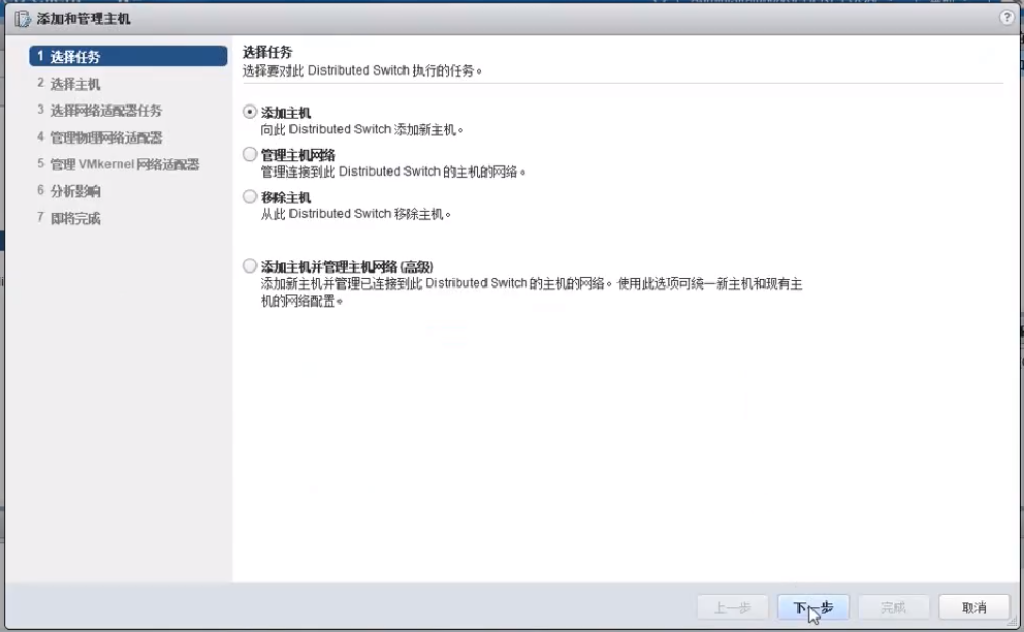 添加和管理主机
?
1 选择任务
2 选择主机
3 选择网络适配器任务
4 管理物理网络适配器
5 管理 VMkernel 网络适配器
6 分析影响
7 即将完成
选择任务
选择要对此 Distributed Switch 执行的任务。
添加主机
向此 Distributed Switch 添加新主机。
管理主机网络
管理连接到此 Distributed Switch 的主机的网络。
移除主机
从此 Distributed Switch 移除主机。
添加主机并管理主机网络 (高级)
添加新主机并管理已连接到此 Distributed Switch 的主机的网络。使用此选项可统一新主机和现有主
机的网络配置。
上一步
下一步
完成
取消